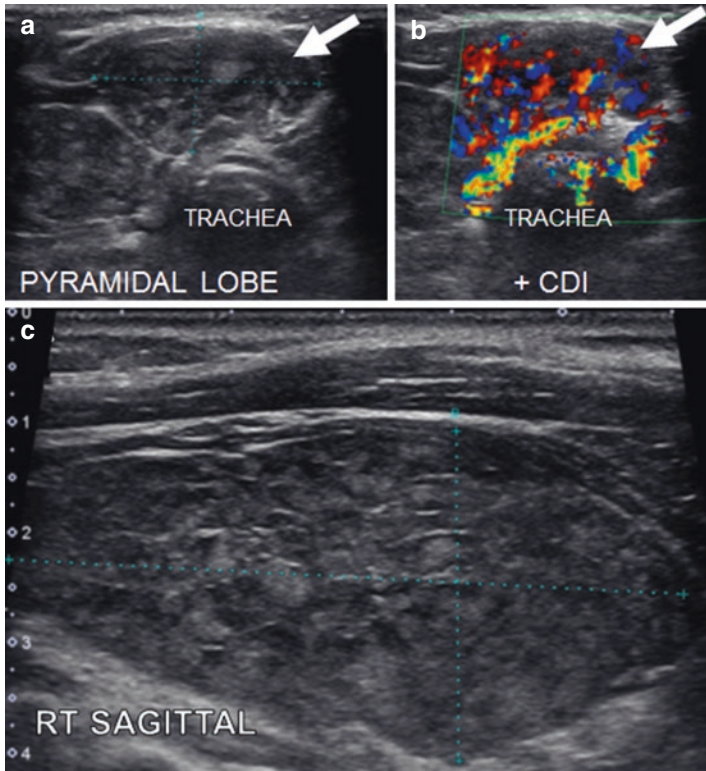 a
TRACHEA
PYRAMIDAL LOBE
b
TRACHEA
+ CDI
c
0
1
2
3
4
RT SAGITTAL